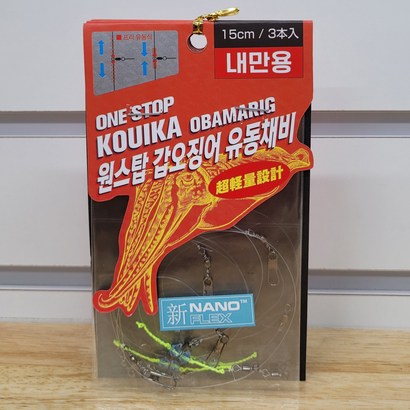 15cm / 3本入
내만용
ONE STOP
KOUIKA OBAMARIG
원스탑 갑오징어 유동채비
超軽量設計
新 NANO™
FLEX